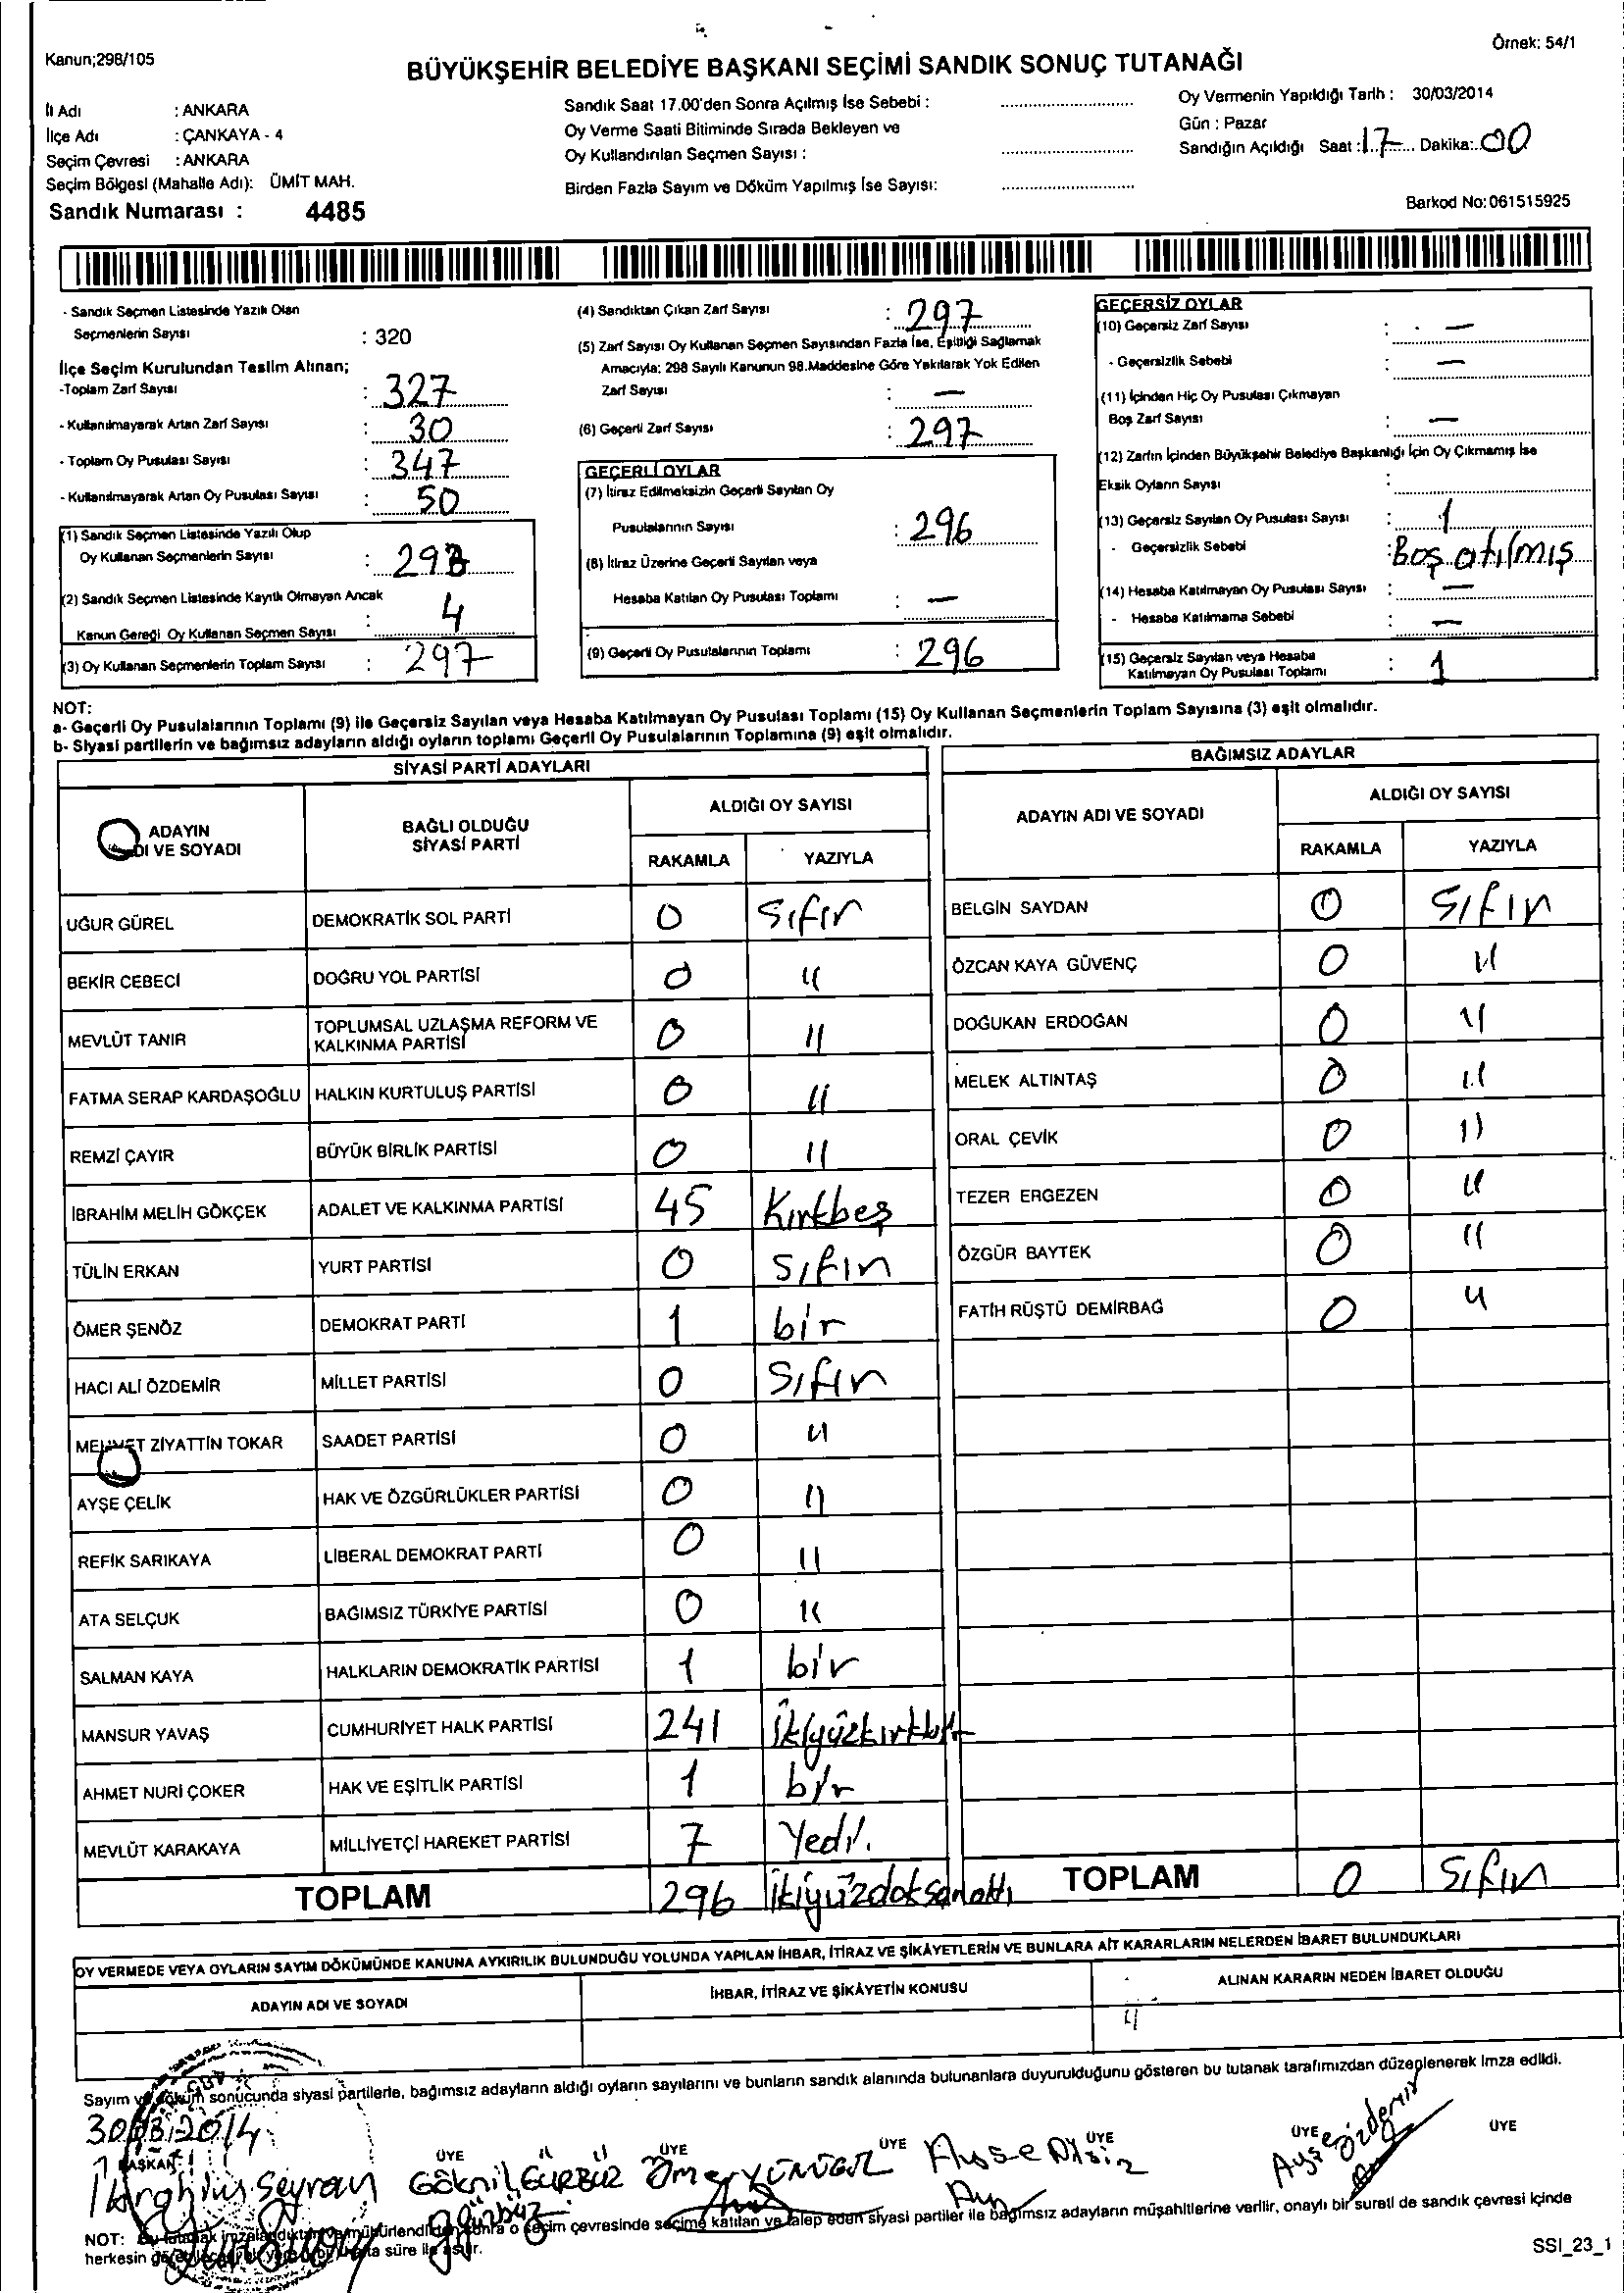 Kanun;298/105
Örnek: 54/1
BÜYÜKŞEHİR BELEDİYE BAŞKANI SEÇİMİ SANDIK SONUÇ TUTANAĞI
İl Adı : ANKARA
İlçe Adı : ÇANKAYA - 4
Seçim Çevresi : ANKARA
Seçim Bölgesi (Mahalle Adı): ÜMİT MAH.
Sandık Numarası : 4485
Sandık Saat 17.00'den Sonra Açılmış İse Sebebi :
Oy Verme Saati Bitiminde Sırada Bekleyen ve
Oy Kullandırılan Seçmen Sayısı :
Birden Fazla Sayım ve Döküm Yapılmış İse Sayısı:
Oy Vermenin Yapıldığı Tarih : 30/03/2014
Gün : Pazar
Sandığın Açıldığı Saat : 17 Dakika: 00
Barkod No:061515925
- Sandık Seçmen Listesinde Yazılı Olan
Seçmenlerin Sayısı : 320
İlçe Seçim Kurulundan Teslim Alınan;
-Toplam Zarf Sayısı : 327
- Kullanılmayarak Artan Zarf Sayısı : 30
- Toplam Oy Pusulası Sayısı : 347
- Kullanılmayarak Artan Oy Pusulası Sayısı : 50
(1) Sandık Seçmen Listesinde Yazılı Olup
Oy Kullanan Seçmenlerin Sayısı : 293
(2) Sandık Seçmen Listesinde Kayıtlı Olmayan Ancak
Kanun Gereği Oy Kullanan Seçmen Sayısı : 4
(3) Oy Kullanan Seçmenlerin Toplam Sayısı : 297
(4) Sandıktan Çıkan Zarf Sayısı : 297
(5) Zarf Sayısı Oy Kullanan Seçmen Sayısından Fazla İse, Eşitliği Sağlamak
Amacıyla; 298 Sayılı Kanunun 98.Maddesine Göre Yakılarak Yok Edilen
Zarf Sayısı : —
(6) Geçerli Zarf Sayısı : 297
GEÇERLİ OYLAR
(7) İtiraz Edilmeksizin Geçerli Sayılan Oy
Pusulalarının Sayısı : 296
(8) İtiraz Üzerine Geçerli Sayılan veya
Hesaba Katılan Oy Pusulası Toplamı : —
(9) Geçerli Oy Pusulalarının Toplamı : 296
GEÇERSİZ OYLAR
(10) Geçersiz Zarf Sayısı : —
- Geçersizlik Sebebi : —
(11) İçinden Hiç Oy Pusulası Çıkmayan
Boş Zarf Sayısı : —
(12) Zarfın İçinden Büyükşehir Belediye Başkanlığı İçin Oy Çıkmamış İse
Eksik Oyların Sayısı :
(13) Geçersiz Sayılan Oy Pusulası Sayısı : 1
- Geçersizlik Sebebi : Boş atılmış
(14) Hesaba Katılmayan Oy Pusulası Sayısı : —
- Hesaba Katılmama Sebebi : —
(15) Geçersiz Sayılan veya Hesaba
Katılmayan Oy Pusulası Toplamı : 1
NOT:
a- Geçerli Oy Pusulalarının Toplamı (9) ile Geçersiz Sayılan veya Hesaba Katılmayan Oy Pusulası Toplamı (15) Oy Kullanan Seçmenlerin Toplam Sayısına (3) eşit olmalıdır.
b- Siyasi partilerin ve bağımsız adayların aldığı oyların toplamı Geçerli Oy Pusulalarının Toplamına (9) eşit olmalıdır.
SİYASİ PARTİ ADAYLARI
ADAYIN
DI VE SOYADI
BAĞLI OLDUĞU
SİYASİ PARTİ
ALDIĞI OY SAYISI
RAKAMLA YAZIYLA
UĞUR GÜREL DEMOKRATİK SOL PARTİ 0 Sıfır
BEKİR CEBECİ DOĞRU YOL PARTİSİ 0 "
MEVLÜT TANIR TOPLUMSAL UZLAŞMA REFORM VE KALKINMA PARTİSİ 0 "
FATMA SERAP KARDAŞOĞLU HALKIN KURTULUŞ PARTİSİ 0 "
REMZİ ÇAYIR BÜYÜK BİRLİK PARTİSİ 0 "
İBRAHİM MELİH GÖKÇEK ADALET VE KALKINMA PARTİSİ 45 Kırkbeş
TÜLİN ERKAN YURT PARTİSİ 0 Sıfır
ÖMER ŞENÖZ DEMOKRAT PARTİ 1 bir
HACI ALİ ÖZDEMİR MİLLET PARTİSİ 0 Sıfır
MEHMET ZİYATTİN TOKAR SAADET PARTİSİ 0 "
AYŞE ÇELİK HAK VE ÖZGÜRLÜKLER PARTİSİ 0 "
REFİK SARIKAYA LİBERAL DEMOKRAT PARTİ 0 "
ATA SELÇUK BAĞIMSIZ TÜRKİYE PARTİSİ 0 "
SALMAN KAYA HALKLARIN DEMOKRATİK PARTİSİ 1 bir
MANSUR YAVAŞ CUMHURİYET HALK PARTİSİ 241 İkiyüzkırkbir
AHMET NURİ ÇOKER HAK VE EŞİTLİK PARTİSİ 1 bir
MEVLÜT KARAKAYA MİLLİYETÇİ HAREKET PARTİSİ 7 Yedi.
TOPLAM 296 İkiyüzdoksanaltı
BAĞIMSIZ ADAYLAR
ADAYIN ADI VE SOYADI
ALDIĞI OY SAYISI
RAKAMLA YAZIYLA
BELGİN SAYDAN 0 Sıfır
ÖZCAN KAYA GÜVENÇ 0 "
DOĞUKAN ERDOĞAN 0 "
MELEK ALTINTAŞ 0 "
ORAL ÇEVİK 0 "
TEZER ERGEZEN 0 "
ÖZGÜR BAYTEK 0 "
FATİH RÜŞTÜ DEMİRBAĞ 0 "
TOPLAM 0 Sıfır
OY VERMEDE VEYA OYLARIN SAYIM DÖKÜMÜNDE KANUNA AYKIRILIK BULUNDUĞU YOLUNDA YAPILAN İHBAR, İTİRAZ VE ŞİKÂYETLERİN VE BUNLARA AİT KARARLARIN NELERDEN İBARET BULUNDUKLARI
ADAYIN ADI VE SOYADI
İHBAR, İTİRAZ VE ŞİKÂYETİN KONUSU
ALINAN KARARIN NEDEN İBARET OLDUĞU
Sayım ve döküm sonucunda siyasi partilerle, bağımsız adayların aldığı oyların sayılarını ve bunların sandık alanında bulunanlara duyurulduğunu gösteren bu tutanak tarafımızdan düzenlenerek imza edildi.
30/03/2014
BAŞKAN ÜYE ÜYE ÜYE ÜYE ÜYE ÜYE
Seyran Göknil GÜRBÜZ Ömer Ayşe Ayşe Özdemir
gürbüz
NOT: Bu tutanak imzalandıktan ve mühürlendikten sonra o seçim çevresinde seçime katılan ve talep eden siyasi partiler ile bağımsız adayların müşahitlerine verilir, onaylı bir sureti de sandık çevresi içinde
herkesin süre ile asılır.
SSI_23_1